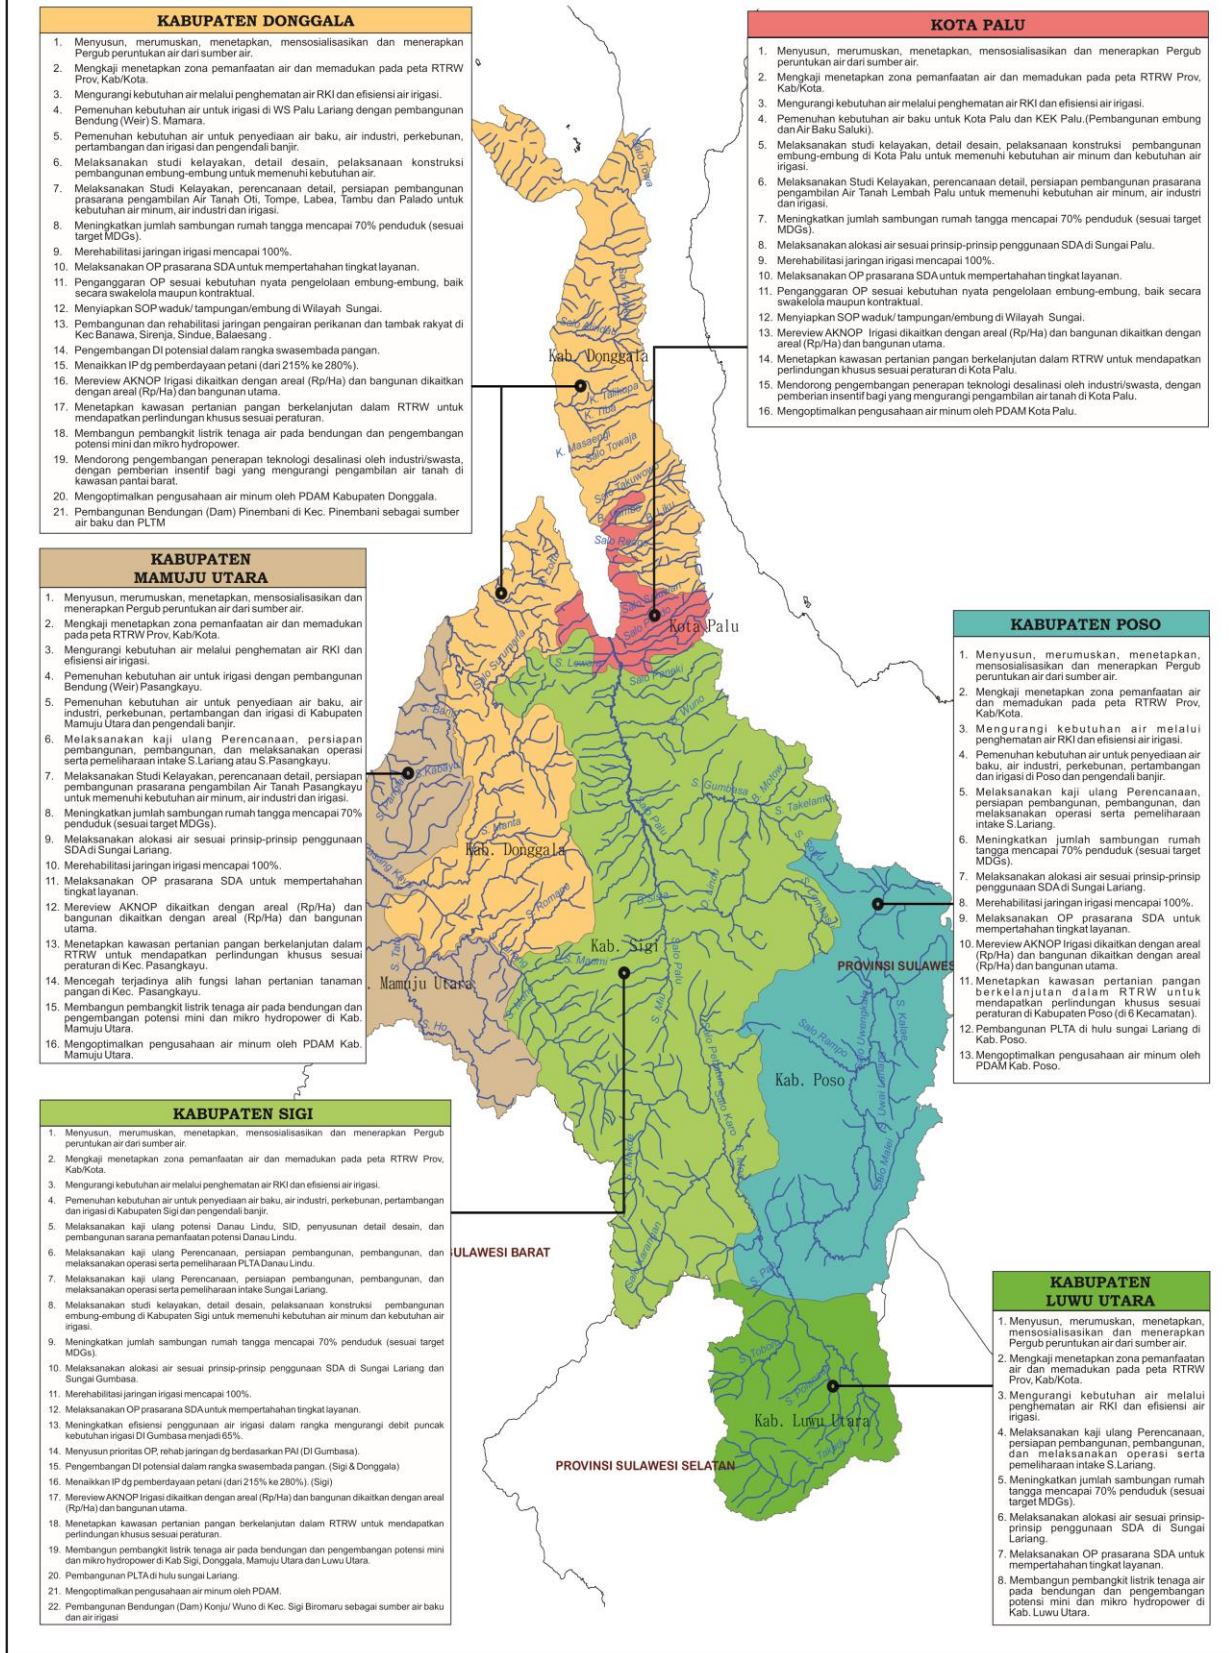 KABUPATEN DONGGALA
1. Menyusun, merumuskan, menetapkan, mensosialisasikan dan menerapkan
Pergub peruntukan air dari sumber air.
2. Mengkaji menetapkan zona pemanfaatan air dan memadukan pada peta RTRW
Prov, Kab/Kota.
3. Mengurangi kebutuhan air melalui penghematan air RKI dan efisiensi air irigasi.
4. Pemenuhan kebutuhan air untuk irigasi di WS Palu Lariang dengan pembangunan
Bendung (Weir) S. Mamara.
5. Pemenuhan kebutuhan air untuk penyediaan air baku, air industri, perkebunan,
pertambangan dan irigasi dan pengendali banjir.
6. Melaksanakan studi kelayakan, detail desain, pelaksanaan konstruksi
pembangunan embung-embung untuk memenuhi kebutuhan air.
7. Melaksanakan Studi Kelayakan, perencanaan detail, persiapan pembangunan
prasarana pengambilan Air Tanah Oti, Tompe, Labea, Tambu dan Palado untuk
kebutuhan air minum, air industri dan irigasi.
8. Meningkatkan jumlah sambungan rumah tangga mencapai 70% penduduk (sesuai
target MDGs).
9. Merehabilitasi jaringan irigasi mencapai 100%.
10. Melaksanakan OP prasarana SDA untuk mempertahahan tingkat layanan.
11. Penganggaran OP sesuai kebutuhan nyata pengelolaan embung-embung, baik
secara swakelola maupun kontraktual.
12. Menyiapkan SOP waduk/ tampungan/embung di Wilayah Sungai.
13. Pembangunan dan rehabilitasi jaringan pengairan perikanan dan tambak rakyat di
Kec Banawa, Sirenja, Sindue, Balaesang .
14. Pengembangan DI potensial dalam rangka swasembada pangan.
15. Menaikkan IP dg pemberdayaan petani (dari 215% ke 280%).
16. Mereview AKNOP Irigasi dikaitkan dengan areal (Rp/Ha) dan bangunan dikaitkan
dengan areal (Rp/Ha) dan bangunan utama.
17. Menetapkan kawasan pertanian pangan berkelanjutan dalam RTRW untuk
mendapatkan perlindungan khusus sesuai peraturan.
18. Membangun pembangkit listrik tenaga air pada bendungan dan pengembangan
potensi mini dan mikro hydropower.
19. Mendorong pengembangan penerapan teknologi desalinasi oleh industri/swasta,
dengan pemberian insentif bagi yang mengurangi pengambilan air tanah di
kawasan pantai barat.
20. Mengoptimalkan pengusahaan air minum oleh PDAM Kabupaten Donggala.
21. Pembangunan Bendungan (Dam) Pinembani di Kec. Pinembani sebagai sumber
air baku dan PLTM
KOTA PALU
1. Menyusun, merumuskan, menetapkan, mensosialisasikan dan menerapkan Pergub
peruntukan air dari sumber air.
2. Mengkaji menetapkan zona pemanfaatan air dan memadukan pada peta RTRW Prov,
Kab/Kota.
3. Mengurangi kebutuhan air melalui penghematan air RKI dan efisiensi air irigasi.
4. Pemenuhan kebutuhan air baku untuk Kota Palu dan KEK Palu.(Pembangunan embung
dan Air Baku Saluki).
5. Melaksanakan studi kelayakan, detail desain, pelaksanaan konstruksi pembangunan
embung-embung di Kota Palu untuk memenuhi kebutuhan air minum dan kebutuhan air
irigasi.
6. Melaksanakan Studi Kelayakan, perencanaan detail, persiapan pembangunan prasarana
pengambilan Air Tanah Lembah Palu untuk memenuhi kebutuhan air minum, air industri
dan irigasi.
7. Meningkatkan jumlah sambungan rumah tangga mencapai 70% penduduk (sesuai target
MDGs).
8. Melaksanakan alokasi air sesuai prinsip-prinsip penggunaan SDA di Sungai Palu.
9. Merehabilitasi jaringan irigasi mencapai 100%.
10. Melaksanakan OP prasarana SDA untuk mempertahahan tingkat layanan.
11. Penganggaran OP sesuai kebutuhan nyata pengelolaan embung-embung, baik secara
swakelola maupun kontraktual.
12. Menyiapkan SOP waduk/ tampungan/embung di Wilayah Sungai.
13. Mereview AKNOP Irigasi dikaitkan dengan areal (Rp/Ha) dan bangunan dikaitkan dengan
areal (Rp/Ha) dan bangunan utama.
14. Menetapkan kawasan pertanian pangan berkelanjutan dalam RTRW untuk mendapatkan
perlindungan khusus sesuai peraturan di Kota Palu.
15. Mendorong pengembangan penerapan teknologi desalinasi oleh industri/swasta, dengan
pemberian insentif bagi yang mengurangi pengambilan air tanah di Kota Palu.
16. Mengoptimalkan pengusahaan air minum oleh PDAM Kota Palu.
KABUPATEN
MAMUJU UTARA
1. Menyusun, merumuskan, menetapkan, mensosialisasikan dan
menerapkan Pergub peruntukan air dari sumber air.
2. Mengkaji menetapkan zona pemanfaatan air dan memadukan
pada peta RTRW Prov, Kab/Kota.
3. Mengurangi kebutuhan air melalui penghematan air RKI dan
efisiensi air irigasi.
4. Pemenuhan kebutuhan air untuk irigasi dengan pembangunan
Bendung (Weir) Pasangkayu.
5. Pemenuhan kebutuhan air untuk penyediaan air baku, air
industri, perkebunan, pertambangan dan irigasi di Kabupaten
Mamuju Utara dan pengendali banjir.
6. Melaksanakan kaji ulang Perencanaan, persiapan
pembangunan, pembangunan, dan melaksanakan operasi
serta pemeliharaan intake S.Lariang atau S.Pasangkayu.
7. Melaksanakan Studi Kelayakan, perencanaan detail, persiapan
pembangunan prasarana pengambilan Air Tanah Pasangkayu
untuk memenuhi kebutuhan air minum, air industri dan irigasi.
8. Meningkatkan jumlah sambungan rumah tangga mencapai 70%
penduduk (sesuai target MDGs).
9. Melaksanakan alokasi air sesuai prinsip-prinsip penggunaan
SDA di Sungai Lariang.
10. Merehabilitasi jaringan irigasi mencapai 100%.
11. Melaksanakan OP prasarana SDA untuk mempertahahan
tingkat layanan.
12. Mereview AKNOP dikaitkan dengan areal (Rp/Ha) dan
bangunan dikaitkan dengan areal (Rp/Ha) dan bangunan
utama.
13. Menetapkan kawasan pertanian pangan berkelanjutan dalam
RTRW untuk mendapatkan perlindungan khusus sesuai
peraturan di Kec. Pasangkayu.
14. Mencegah terjadinya alih fungsi lahan pertanian tanaman
pangan di Kec. Pasangkayu.
15. Membangun pembangkit listrik tenaga air pada bendungan dan
pengembangan potensi mini dan mikro hydropower di Kab.
Mamuju Utara.
16. Mengoptimalkan pengusahaan air minum oleh PDAM Kab.
Mamuju Utara.
KABUPATEN POSO
1. Menyusun, merumuskan, menetapkan,
mensosialisasikan dan menerapkan Pergub
peruntukan air dari sumber air.
2. Mengkaji menetapkan zona pemanfaatan air
dan memadukan pada peta RTRW Prov,
Kab/Kota.
3. Mengurangi kebutuhan air melalui
penghematan air RKI dan efisiensi air irigasi.
4. Pemenuhan kebutuhan air untuk penyediaan air
baku, air industri, perkebunan, pertambangan
dan irigasi di Poso dan pengendali banjir.
5. Melaksanakan kaji ulang Perencanaan,
persiapan pembangunan, pembangunan, dan
melaksanakan operasi serta pemeliharaan
intake S.Lariang.
6. Meningkatkan jumlah sambungan rumah
tangga mencapai 70% penduduk (sesuai target
MDGs).
7. Melaksanakan alokasi air sesuai prinsip-prinsip
penggunaan SDA di Sungai Lariang.
8. Merehabilitasi jaringan irigasi mencapai 100%.
9. Melaksanakan OP prasarana SDA untuk
mempertahahan tingkat layanan.
10. Mereview AKNOP Irigasi dikaitkan dengan areal
(Rp/Ha) dan bangunan dikaitkan dengan areal
(Rp/Ha) dan bangunan utama.
11. Menetapkan kawasan pertanian pangan
berkelanjutan dalam RTRW untuk
mendapatkan perlindungan khusus sesuai
peraturan di Kabupaten Poso (di 6 Kecamatan).
12. Pembangunan PLTA di hulu sungai Lariang di
Kab. Poso.
13. Mengoptimalkan pengusahaan air minum oleh
PDAM Kab. Poso.
KABUPATEN SIGI
1. Menyusun, merumuskan, menetapkan, mensosialisasikan dan menerapkan Pergub
peruntukan air dari sumber air.
2. Mengkaji menetapkan zona pemanfaatan air dan memadukan pada peta RTRW Prov,
Kab/Kota.
3. Mengurangi kebutuhan air melalui penghematan air RKI dan efisiensi air irigasi.
4. Pemenuhan kebutuhan air untuk penyediaan air baku, air industri, perkebunan, pertambangan
dan irigasi di Kabupaten Sigi dan pengendali banjir.
5. Melaksanakan kaji ulang potensi Danau Lindu, SID, penyusunan detail desain, dan
pembangunan sarana pemanfaatan potensi Danau Lindu.
6. Melaksanakan kaji ulang Perencanaan, persiapan pembangunan, pembangunan, dan
melaksanakan operasi serta pemeliharaan PLTA Danau Lindu.
7. Melaksanakan kaji ulang Perencanaan, persiapan pembangunan, pembangunan, dan
melaksanakan operasi serta pemeliharaan intake Sungai Lariang.
8. Melaksanakan studi kelayakan, detail desain, pelaksanaan konstruksi pembangunan
embung-embung di Kabupaten Sigi untuk memenuhi kebutuhan air minum dan kebutuhan air
irigasi.
9. Meningkatkan jumlah sambungan rumah tangga mencapai 70% penduduk (sesuai target
MDGs).
10. Melaksanakan alokasi air sesuai prinsip-prinsip penggunaan SDA di Sungai Lariang dan
Sungai Gumbasa.
11. Merehabilitasi jaringan irigasi mencapai 100%.
12. Melaksanakan OP prasarana SDA untuk mempertahahan tingkat layanan.
13. Meningkatkan efisiensi penggunaan air irigasi dalam rangka mengurangi debit puncak
kebutuhan irigasi DI Gumbasa menjadi 65%.
14. Menyusun prioritas OP, rehab jaringan dg berdasarkan PAI (DI Gumbasa).
15. Pengembangan DI potensial dalam rangka swasembada pangan. (Sigi & Donggala)
16. Menaikkan IP dg pemberdayaan petani (dari 215% ke 280%). (Sigi)
17. Mereview AKNOP Irigasi dikaitkan dengan areal (Rp/Ha) dan bangunan dikaitkan dengan areal
(Rp/Ha) dan bangunan utama.
18. Menetapkan kawasan pertanian pangan berkelanjutan dalam RTRW untuk mendapatkan
perlindungan khusus sesuai peraturan.
19. Membangun pembangkit listrik tenaga air pada bendungan dan pengembangan potensi mini
dan mikro hydropower di Kab Sigi, Donggala, Mamuju Utara dan Luwu Utara.
20. Pembangunan PLTA di hulu sungai Lariang.
21. Mengoptimalkan pengusahaan air minum oleh PDAM.
22. Pembangunan Bendungan (Dam) Konju/ Wuno di Kec. Sigi Biromaru sebagai sumber air baku
dan air irigasi
KABUPATEN
LUWU UTARA
1. Menyusun, merumuskan, menetapkan,
mensosialisasikan dan menerapkan
Pergub peruntukan air dari sumber air.
2. Mengkaji menetapkan zona pemanfaatan
air dan memadukan pada peta RTRW
Prov, Kab/Kota.
3. Mengurangi kebutuhan air melalui
penghematan air RKI dan efisiensi air
irigasi.
4. Melaksanakan kaji ulang Perencanaan,
persiapan pembangunan, pembangunan,
dan melaksanakan operasi serta
pemeliharaan intake S.Lariang.
5. Meningkatkan jumlah sambungan rumah
tangga mencapai 70% penduduk (sesuai
target MDGs).
6. Melaksanakan alokasi air sesuai prinsip-
prinsip penggunaan SDA di Sungai
Lariang.
7. Melaksanakan OP prasarana SDA untuk
mempertahahan tingkat layanan.
8. Membangun pembangkit listrik tenaga air
pada bendungan dan pengembangan
potensi mini dan mikro hydropower di
Kab. Luwu Utara.
Salo Towa
Kab. Donggala
K. Talikopa
K. Tiba
K. Masaengi
Salo Towaja
Salo Takuwono
B. Liku
Kota Palu
Salo Surumana
S. Lewara
Salo Paneki
S. Wuno
S. Kabaya
S. Gumbasa
B. Motow
S. Takelamo
Salo Palu
S. Manta
Kab. Donggala
S. Sopu
S. Romane
D. Lindu
S. Gumbasa
S. Lariang
Kab. Sigi
S. Mounu
Mamuju Utara
S. Ho
PROVINSI SULAWES
S. Kalaea
Salo Rampo
Kab. Poso
Salo Karo
Salo Malei
ULAWESI BARAT
Salo Karangan
Kab. Luwu Utara
PROVINSI SULAWESI SELATAN